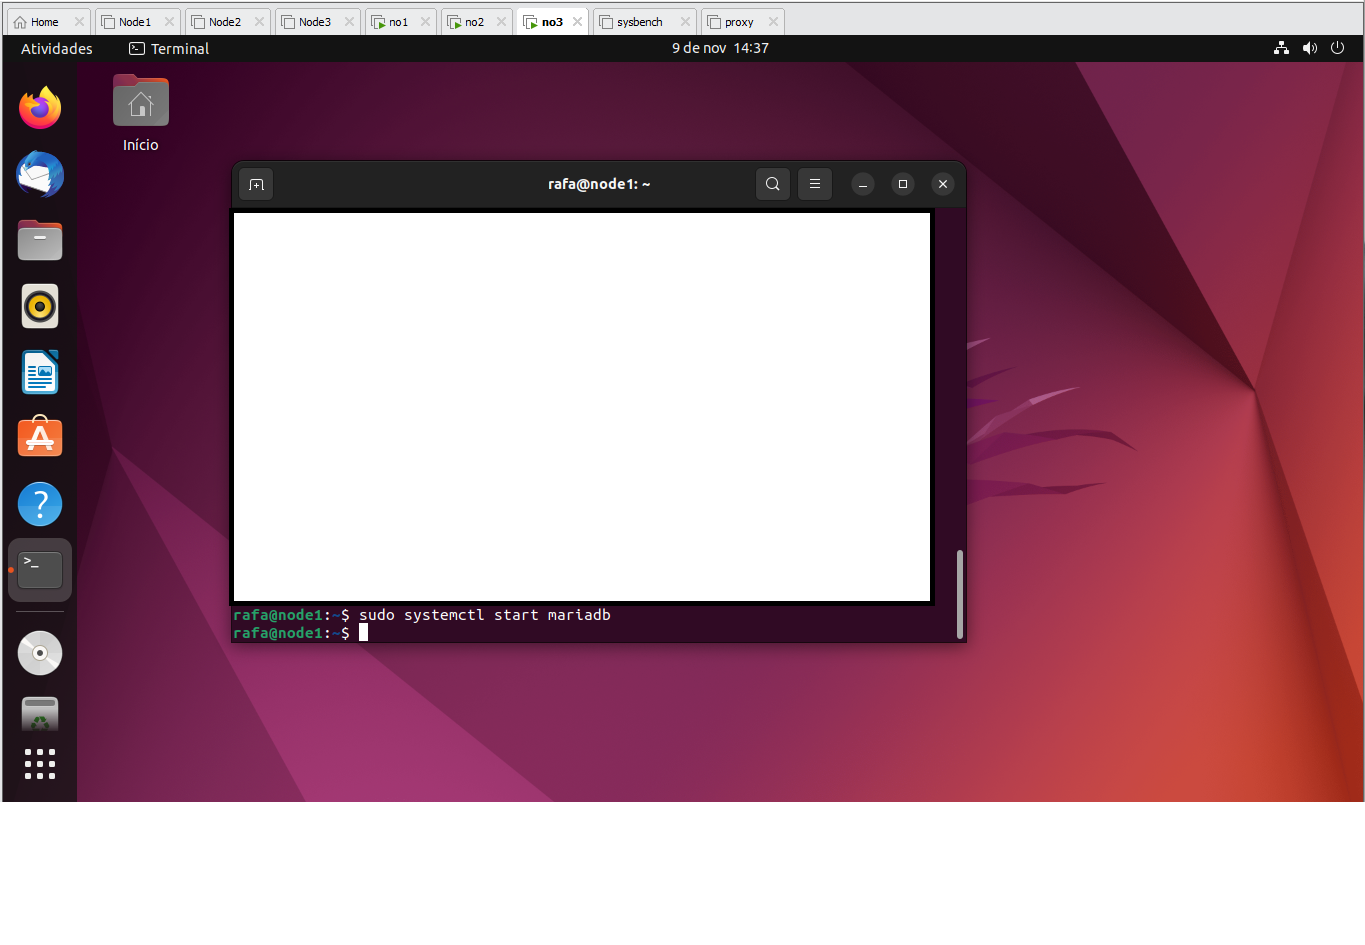 Home Node1 Node2 Node3 no1 no2 no3 sysbench proxy
Atividades Terminal 9 de nov 14:37
Início
rafa@node1: ~
rafa@node1:~$ sudo systemctl start mariadb
rafa@node1:~$